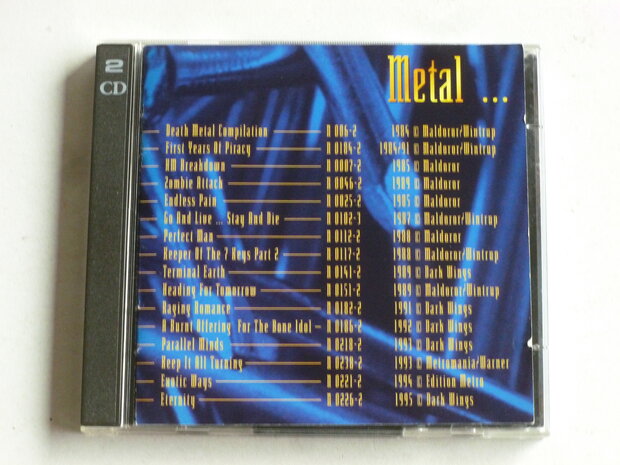 2
CD
Metal ...
Death Metal Compilation N 006-2 1984 © Maldoror/Wintrup
First Years Of Piracy N 0184-2 1984/91 © Maldoror/Wintrup
HM Breakdown N 0007-2 1985 © Maldoror
Zombie Attack N 0046-2 1989 © Maldoror
Endless Pain N 0025-2 1985 © Maldoror
Go And Live ... Stay And Die N 0102-3 1987 © Maldoror/Wintrup
Perfect Man N 0112-2 1988 © Maldoror
Keeper Of The 7 Keys Part 2 N 0117-2 1988 © Maldoror/Wintrup
Terminal Earth N 0141-2 1989 © Dark Wings
Heading For Tomorrow N 0151-2 1989 © Maldoror/Wintrup
Raging Romance N 0182-2 1991 © Dark Wings
A Burnt Offering For The Bone Idol N 0186-2 1992 © Dark Wings
Parallel Minds N 0218-2 1993 © Dark Wings
Keep It All Turning N 0230-2 1993 © Metromania/Warner
Exotic Ways N 0221-2 1994 © Edition Metro
Eternity N 0226-2 1995 © Dark Wings